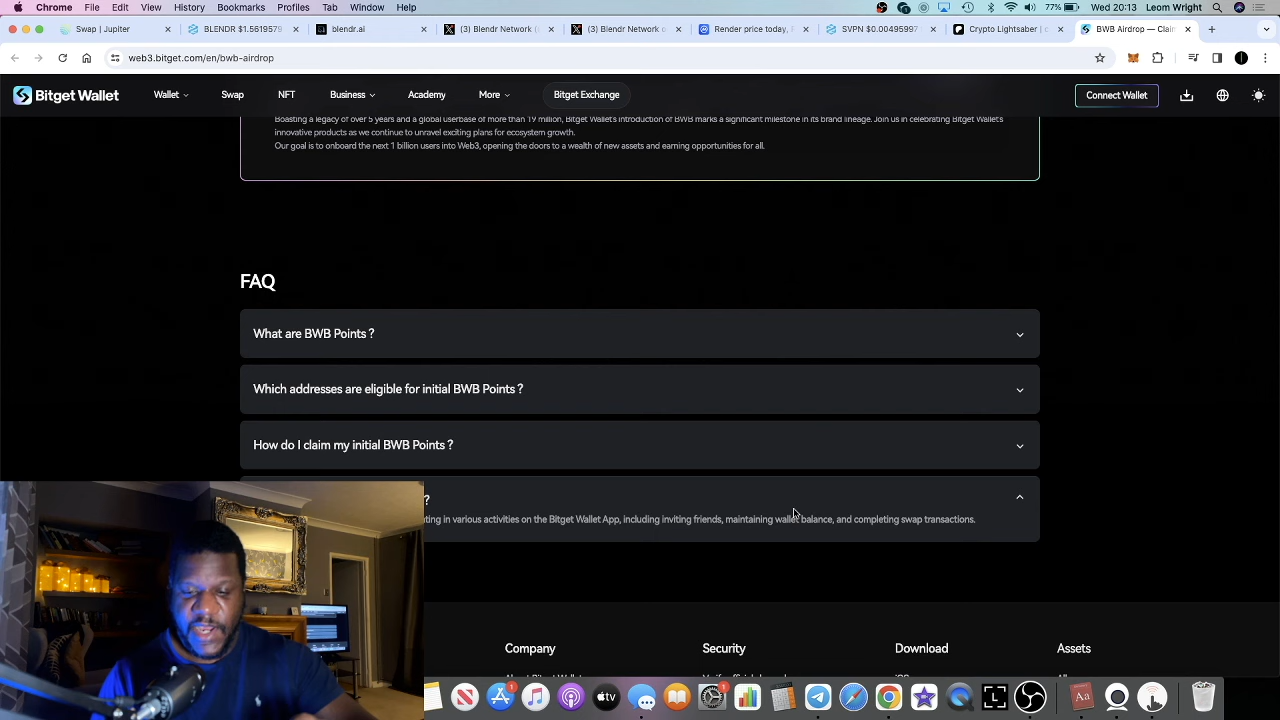 Chrome File Edit View History Bookmarks Profiles Tab Window Help 77% Wed 20:13 Leom Wright
Swap | Jupiter BLENDR $1.5619579 blendr.ai (3) Blendr Network ( (3) Blendr Network o Render price today, SVPN $0.00495997 Crypto Lightsaber | c BWB Airdrop — Clain
web3.bitget.com/en/bwb-airdrop
Bitget Wallet Wallet Swap NFT Business Academy More Bitget Exchange Connect Wallet
Boasting a legacy of over 5 years and a global userbase of more than 19 million, Bitget Wallet's introduction of BWB marks a significant milestone in its brand lineage. Join us in celebrating Bitget Wallet's
innovative products as we continue to unravel exciting plans for ecosystem growth.
Our goal is to onboard the next 1 billion users into Web3, opening the doors to a wealth of new assets and earning opportunities for all.
FAQ
What are BWB Points ?
Which addresses are eligible for initial BWB Points ?
How do I claim my initial BWB Points ?
?
ting in various activities on the Bitget Wallet App, including inviting friends, maintaining wallet balance, and completing swap transactions.
Company Security Download Assets
tv